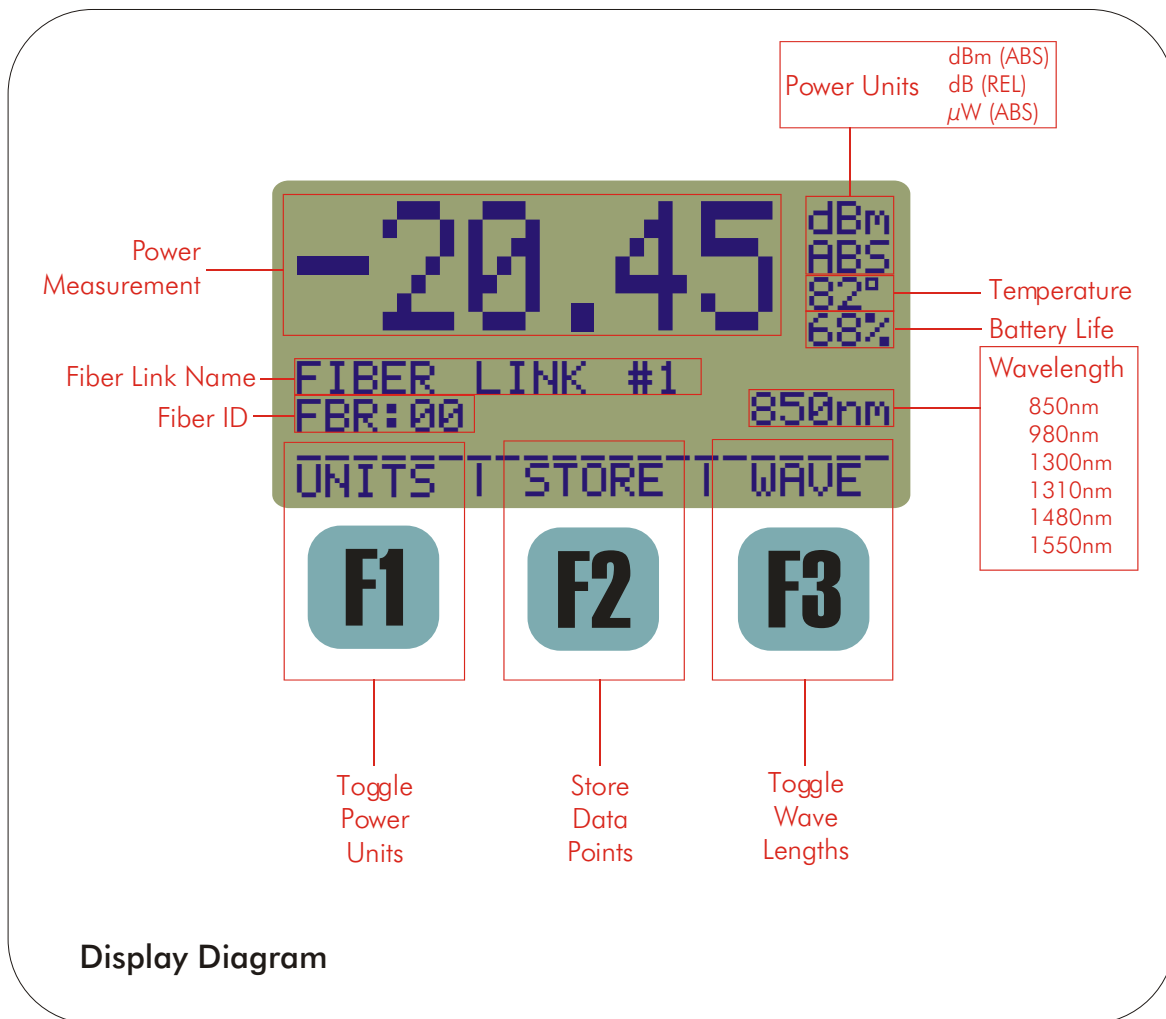 dBm (ABS)
Power Units dB (REL)
µW (ABS)
-20.45
dBm
ABS
82°
68%
Power
Measurement
Temperature
Battery Life
Fiber Link Name
FIBER LINK #1
Fiber ID
FBR:00
850nm
Wavelength
850nm
980nm
1300nm
1310nm
1480nm
1550nm
UNITS | STORE | WAVE
F1 F2 F3
Toggle
Power
Units
Store
Data
Points
Toggle
Wave
Lengths
Display Diagram